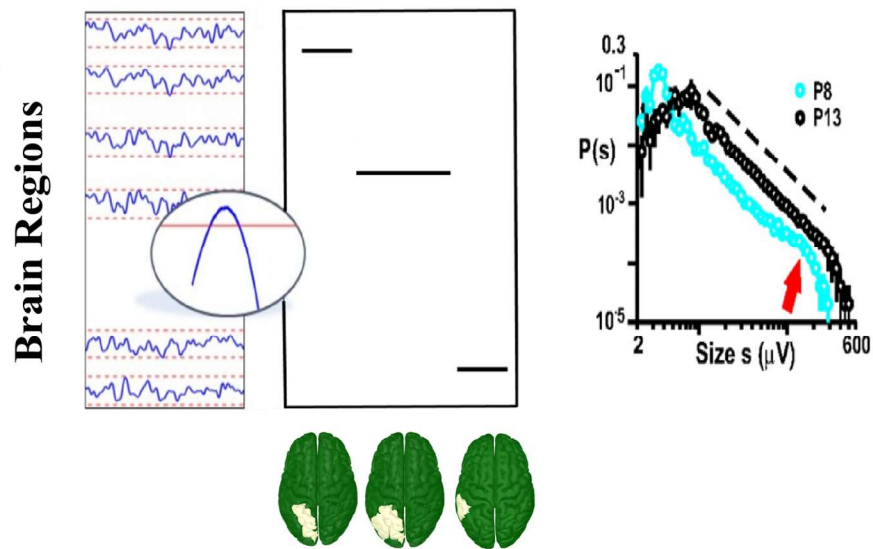 Brain Regions
0.3
10-1
P(s)
10-3
10-5
2
Size s (μV)
600
P8
P13